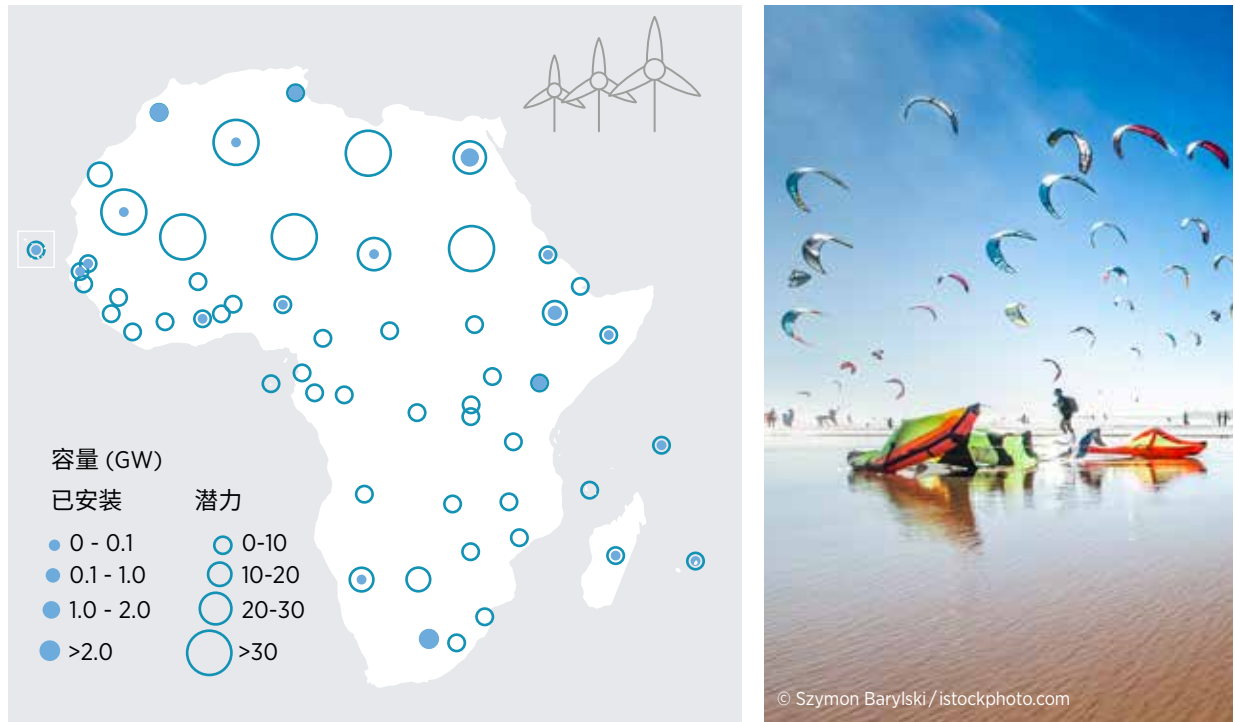 容量 (GW)
已安装 潜力
0 - 0.1 0-10
0.1 - 1.0 10-20
1.0 - 2.0 20-30
>2.0 >30
© Szymon Barylski/istockphoto.com